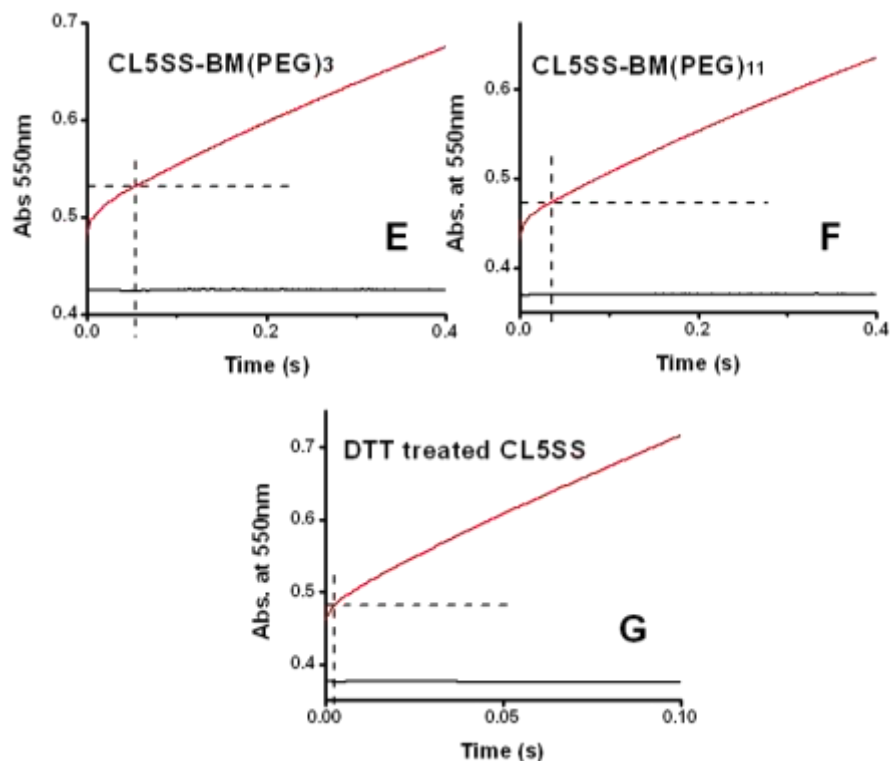 CL5SS-BM(PEG)3
Abs 550nm
0.7
0.6
0.5
0.4
E
0.0
0.2
0.4
Time (s)
CL5SS-BM(PEG)11
Abs. at 550nm
0.6
0.5
0.4
F
0.0
0.2
0.4
Time (s)
DTT treated CL5SS
Abs. at 550nm
0.7
0.6
0.5
0.4
G
0.00
0.05
0.10
Time (s)